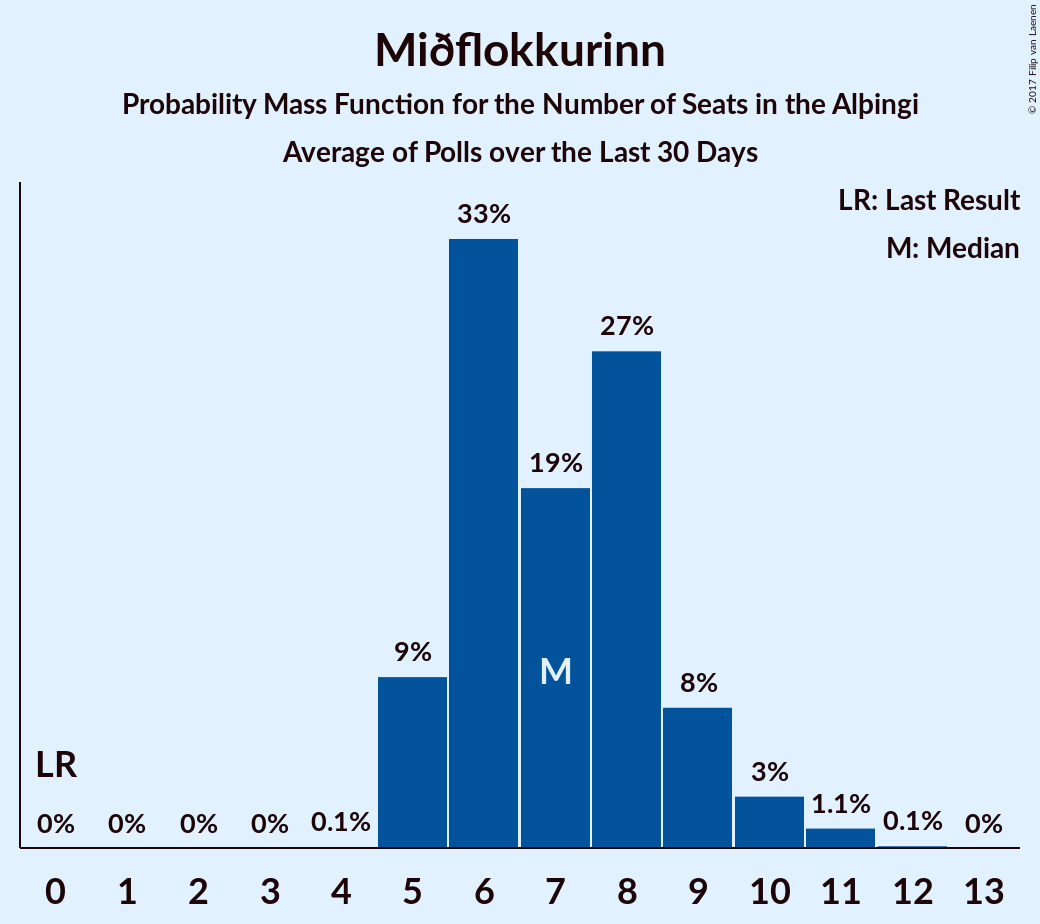 Miðflokkurinn
Probability Mass Function for the Number of Seats in the Alþingi
Average of Polls over the Last 30 Days
© 2017 Filip van Laenen
LR: Last Result
M: Median
33%
27%
19%
9%
M
8%
LR
3%
0% 0% 0% 0% 0.1% 1.1% 0.1% 0%
0 1 2 3 4 5 6 7 8 9 10 11 12 13